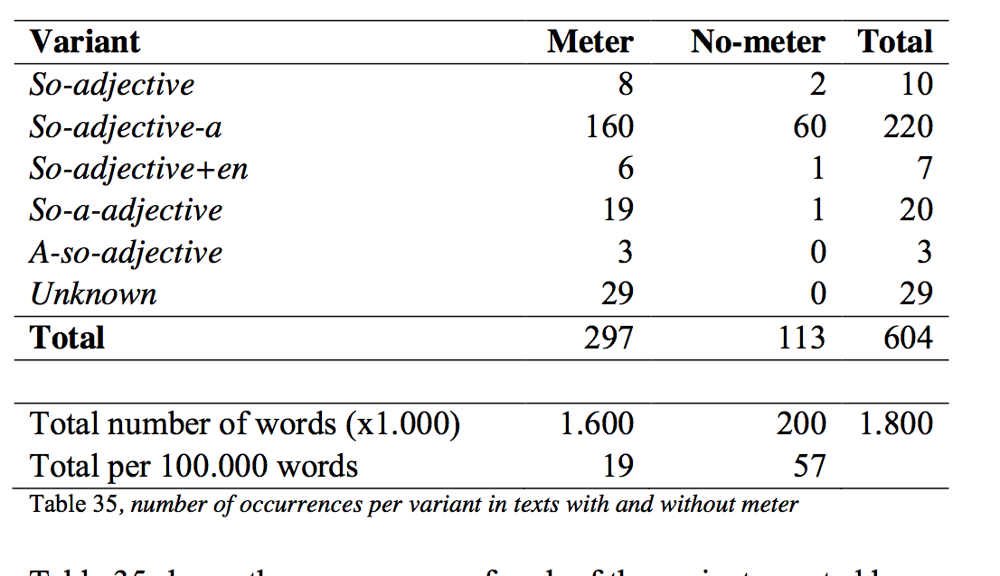 Variant Meter No-meter Total
So-adjective 8 2 10
So-adjective-a 160 60 220
So-adjective+en 6 1 7
So-a-adjective 19 1 20
A-so-adjective 3 0 3
Unknown 29 0 29
Total 297 113 604
Total number of words (x1.000) 1.600 200 1.800
Total per 100.000 words 19 57
Table 35, number of occurrences per variant in texts with and without meter